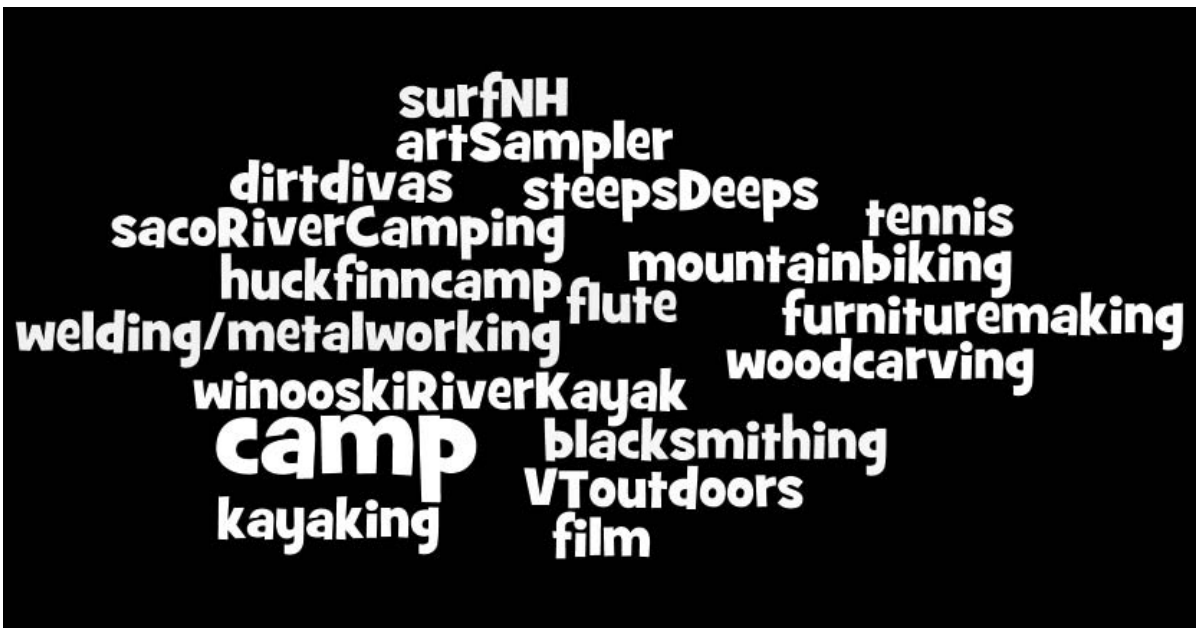 surfNH
artSampler
dirtdivas
steepsDeeps
tennis
sacoRiverCamping
mountainbiking
huckfinncamp
flute
furnituremaking
welding/metalworking
woodcarving
winooskiRiverKayak
camp
blacksmithing
VToutdoors
kayaking
film